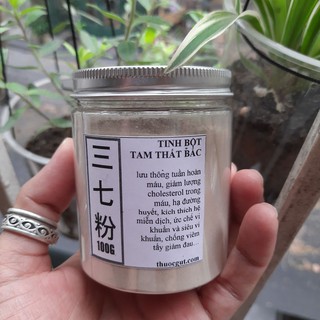 三
七
粉
100G
TINH BỘT
TAM THẤT BẮC
lưu thông tuần hoàn
máu, giảm lượng
cholesterol trong
máu, hạ đường
huyết, kích thích hệ
miễn dịch, ức chế vi
khuẩn và siêu vi
khuẩn, chống viêm
tấy giảm đau...
thuocgut.com